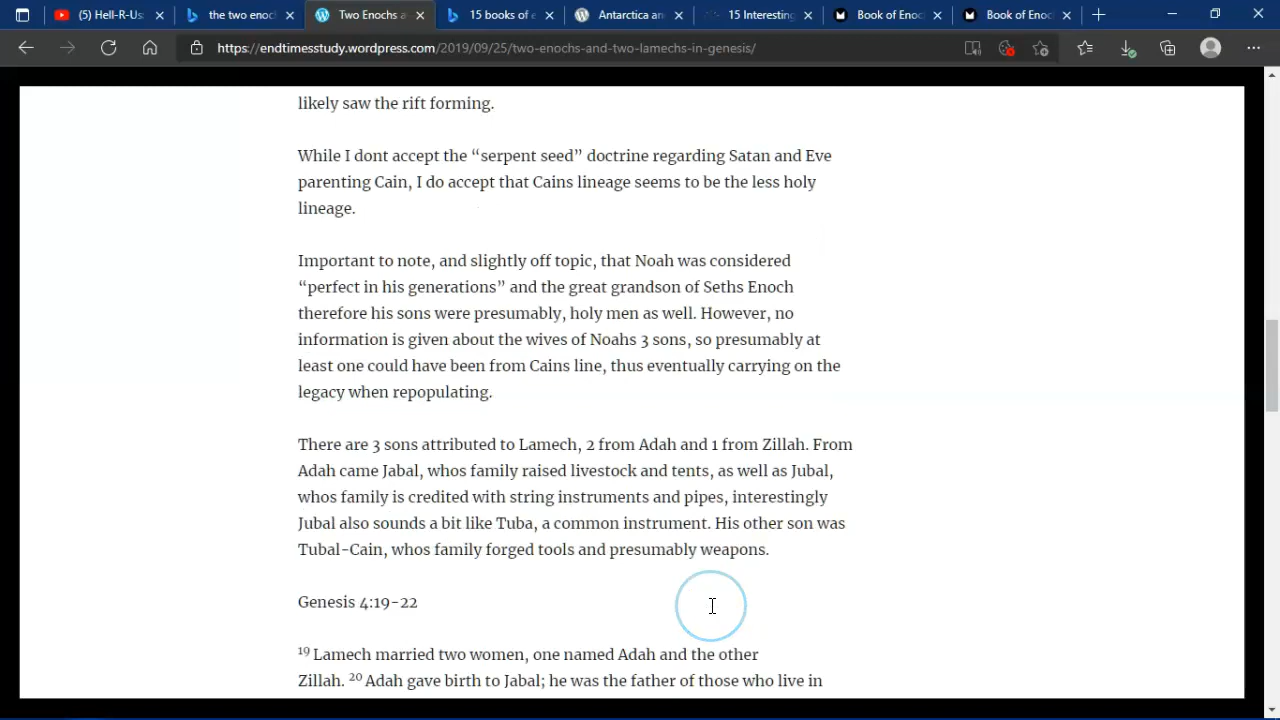 (5) Hell-R-Us
the two enoc
Two Enochs a
15 books of e
Antarctica an
15 Interesting
Book of Enoc
Book of Enoc
https://endtimesstudy.wordpress.com/2019/09/25/two-enochs-and-two-lamechs-in-genesis/
likely saw the rift forming.
While I dont accept the “serpent seed” doctrine regarding Satan and Eve
parenting Cain, I do accept that Cains lineage seems to be the less holy
lineage.
Important to note, and slightly off topic, that Noah was considered
“perfect in his generations” and the great grandson of Seths Enoch
therefore his sons were presumably, holy men as well. However, no
information is given about the wives of Noahs 3 sons, so presumably at
least one could have been from Cains line, thus eventually carrying on the
legacy when repopulating.
There are 3 sons attributed to Lamech, 2 from Adah and 1 from Zillah. From
Adah came Jabal, whos family raised livestock and tents, as well as Jubal,
whos family is credited with string instruments and pipes, interestingly
Jubal also sounds a bit like Tuba, a common instrument. His other son was
Tubal-Cain, whos family forged tools and presumably weapons.
Genesis 4:19-22
19 Lamech married two women, one named Adah and the other
Zillah. 20 Adah gave birth to Jabal; he was the father of those who live in